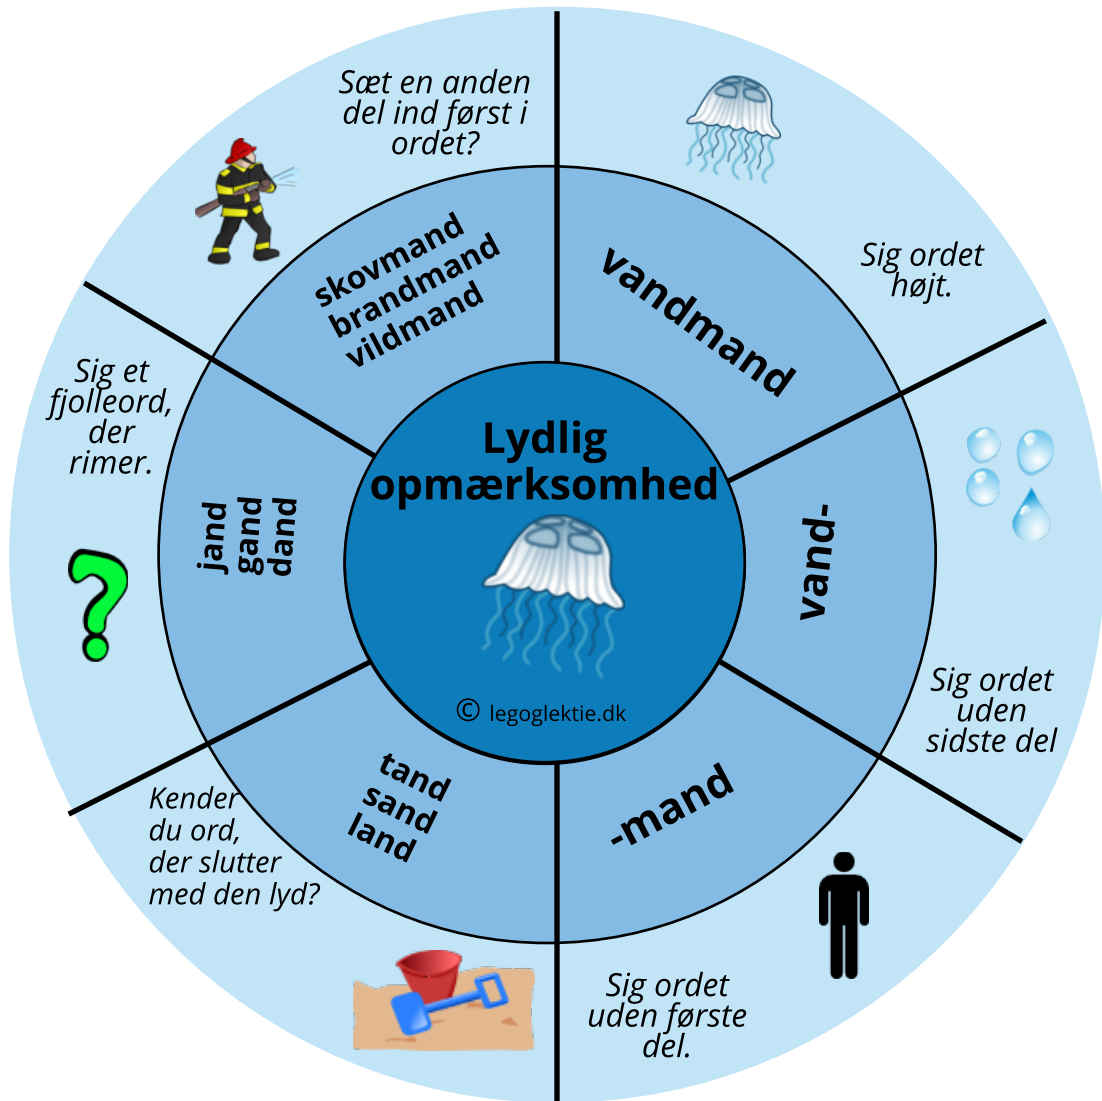 Lydlig
opmærksomhed
© legoglektie.dk
Sig ordet
højt.
vandmand
Sig ordet
uden
sidste del
vand-
Sig ordet
uden første
del.
-mand
Kender
du ord,
der slutter
med den lyd?
tand
sand
land
Sig et
fjolleord,
der
rimer.
jand
gand
dand
Sæt en anden
del ind først i
ordet?
skovmand
brandmand
vildmand